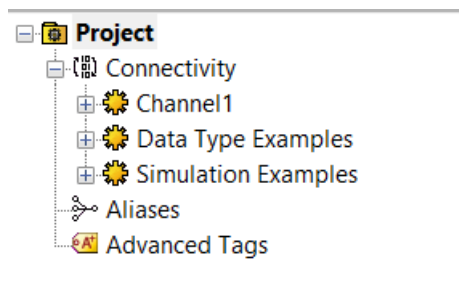 Project
Connectivity
Channel1
Data Type Examples
Simulation Examples
Aliases
Advanced Tags